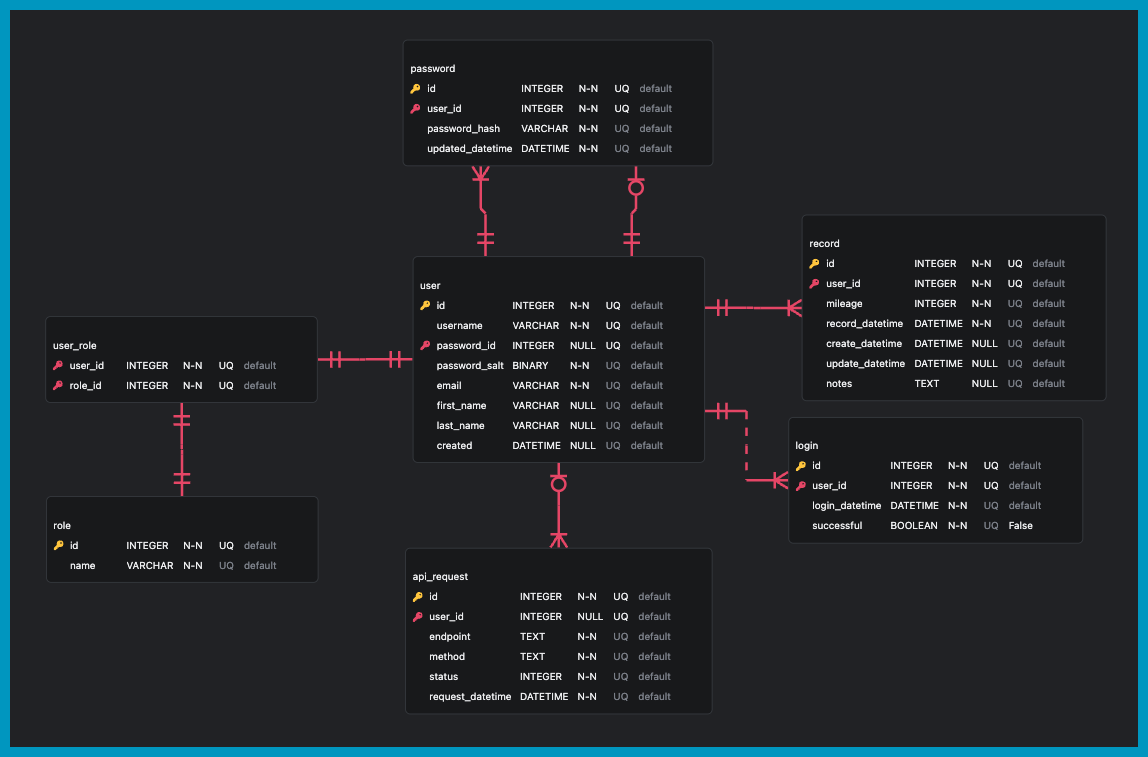 password
id INTEGER N-N UQ default
user_id INTEGER N-N UQ default
password_hash VARCHAR N-N UQ default
updated_datetime DATETIME N-N UQ default
user
id INTEGER N-N UQ default
username VARCHAR N-N UQ default
password_id INTEGER NULL UQ default
password_salt BINARY N-N UQ default
email VARCHAR N-N UQ default
first_name VARCHAR NULL UQ default
last_name VARCHAR NULL UQ default
created DATETIME NULL UQ default
record
id INTEGER N-N UQ default
user_id INTEGER N-N UQ default
mileage INTEGER N-N UQ default
record_datetime DATETIME N-N UQ default
create_datetime DATETIME NULL UQ default
update_datetime DATETIME NULL UQ default
notes TEXT NULL UQ default
user_role
user_id INTEGER N-N UQ default
role_id INTEGER N-N UQ default
login
id INTEGER N-N UQ default
user_id INTEGER N-N UQ default
login_datetime DATETIME N-N UQ default
successful BOOLEAN N-N UQ False
role
id INTEGER N-N UQ default
name VARCHAR N-N UQ default
api_request
id INTEGER N-N UQ default
user_id INTEGER NULL UQ default
endpoint TEXT N-N UQ default
method TEXT N-N UQ default
status INTEGER N-N UQ default
request_datetime DATETIME N-N UQ default